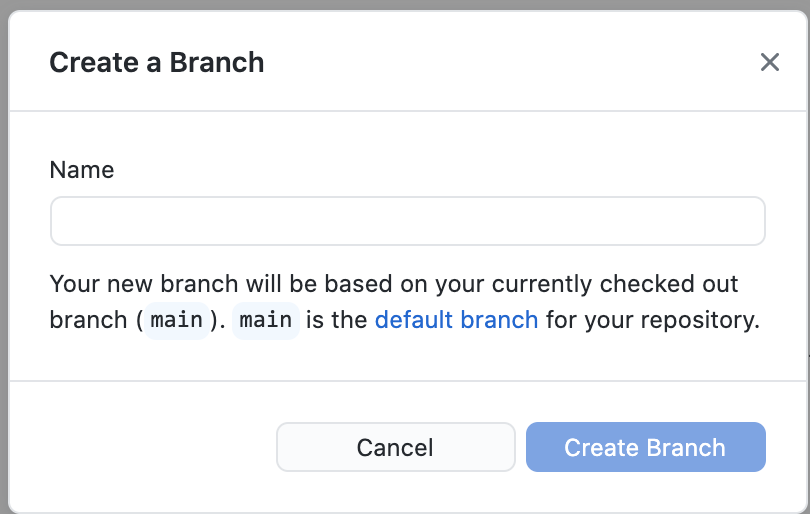 Create a Branch
Name
Your new branch will be based on your currently checked out
branch (main). main is the default branch for your repository.
Cancel
Create Branch